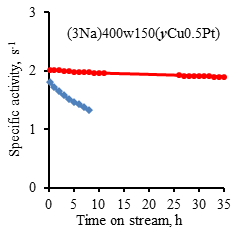 3
(3Na)400w150(yCu0.5Pt)
2
Specific activity, s-1
1
0
0 5 10 15 20 25 30 35
Time on stream, h